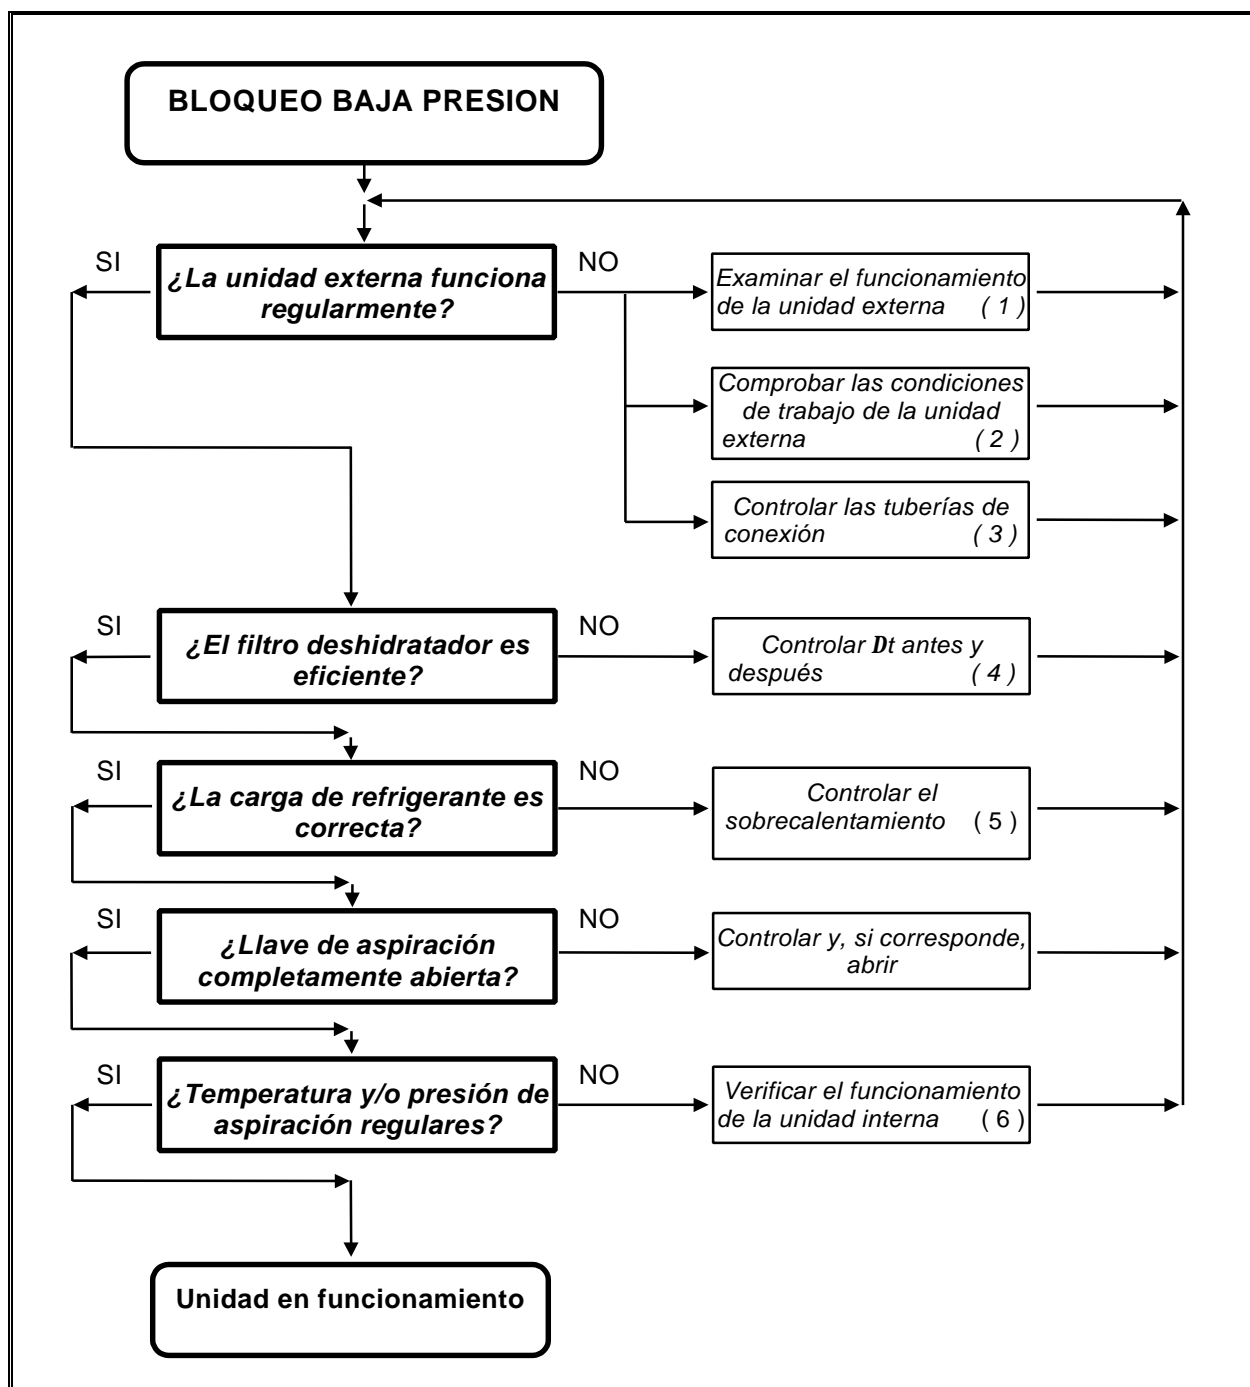 BLOQUEO BAJA PRESION
SI
¿La unidad externa funciona
regularmente?
NO
Examinar el funcionamiento
de la unidad externa ( 1 )
Comprobar las condiciones
de trabajo de la unidad
externa ( 2 )
Controlar las tuberías de
conexión ( 3 )
SI
¿El filtro deshidratador es
eficiente?
NO
Controlar Dt antes y
después ( 4 )
SI
¿La carga de refrigerante es
correcta?
NO
Controlar el
sobrecalentamiento ( 5 )
SI
¿Llave de aspiración
completamente abierta?
NO
Controlar y, si corresponde,
abrir
SI
¿Temperatura y/o presión de
aspiración regulares?
NO
Verificar el funcionamiento
de la unidad interna ( 6 )
Unidad en funcionamiento